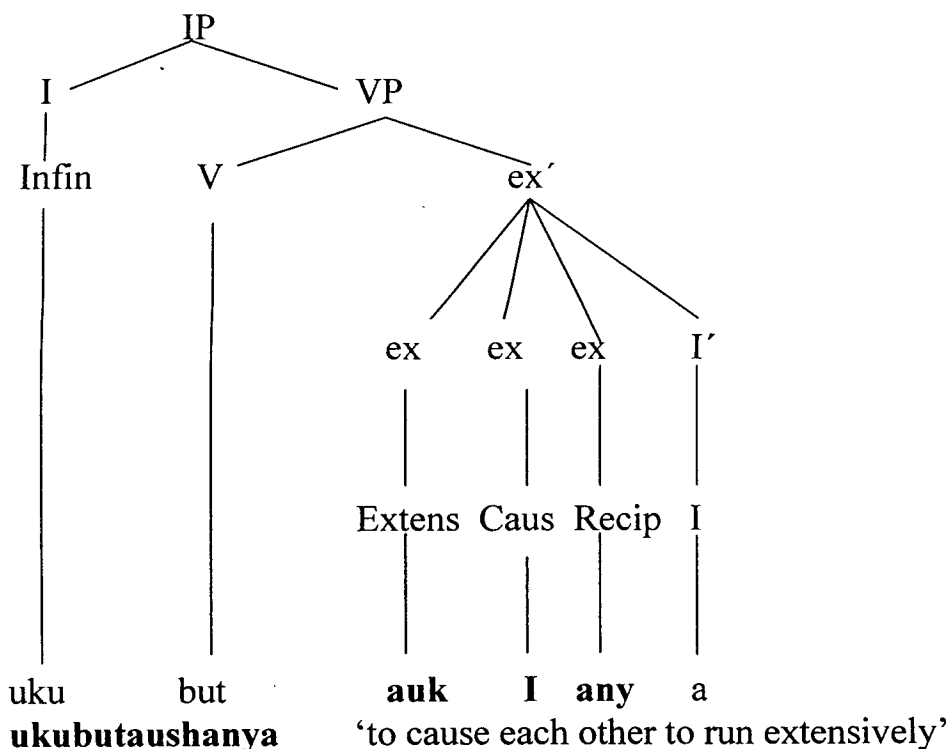 IP
I VP
Infin V ex´
ex ex ex I´
Extens Caus Recip I
uku but auk I any a
ukubutaushanya ‘to cause each other to run extensively’